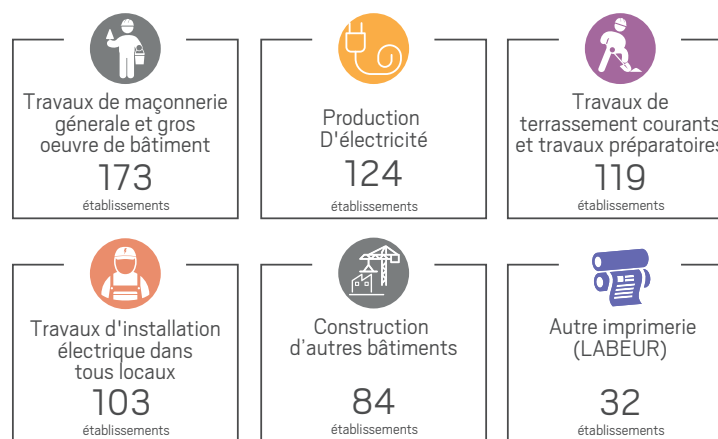 Travaux de maçonnerie
génerale et gros
oeuvre de bâtiment
173
établissements
Production
D'électricité
124
établissements
Travaux de
terrassement courants
et travaux préparatoires
119
établissements
Travaux d'installation
électrique dans
tous locaux
103
établissements
Construction
d'autres bâtiments
84
établissements
Autre imprimerie
(LABEUR)
32
établissements